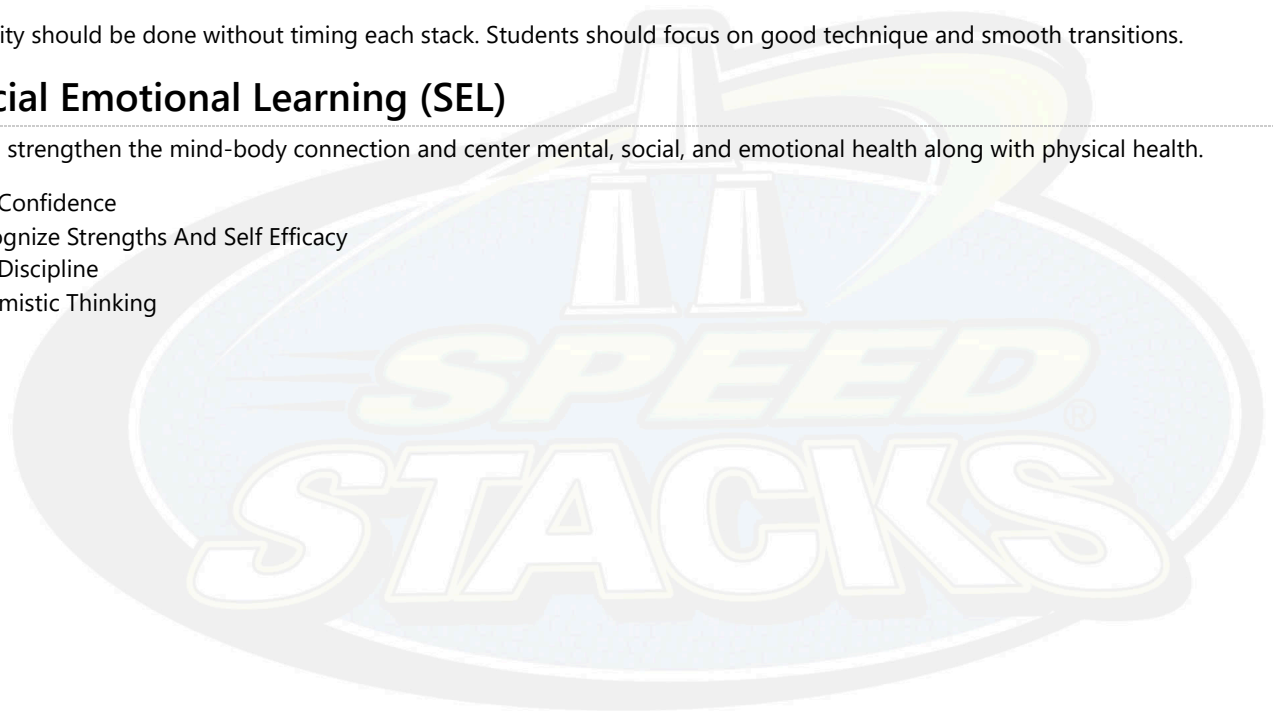 ity should be done without timing each stack. Students should focus on good technique and smooth transitions.
cial Emotional Learning (SEL)
strengthen the mind-body connection and center mental, social, and emotional health along with physical health.
Confidence
ognize Strengths And Self Efficacy
Discipline
mistic Thinking
SPEED
STACKS
®